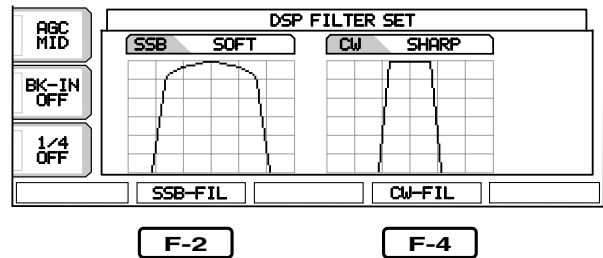 DSP FILTER SET
AGC
MID
SSB SOFT
CW SHARP
BK-IN
OFF
1/4
OFF
SSB-FIL
CW-FIL
F-2
F-4